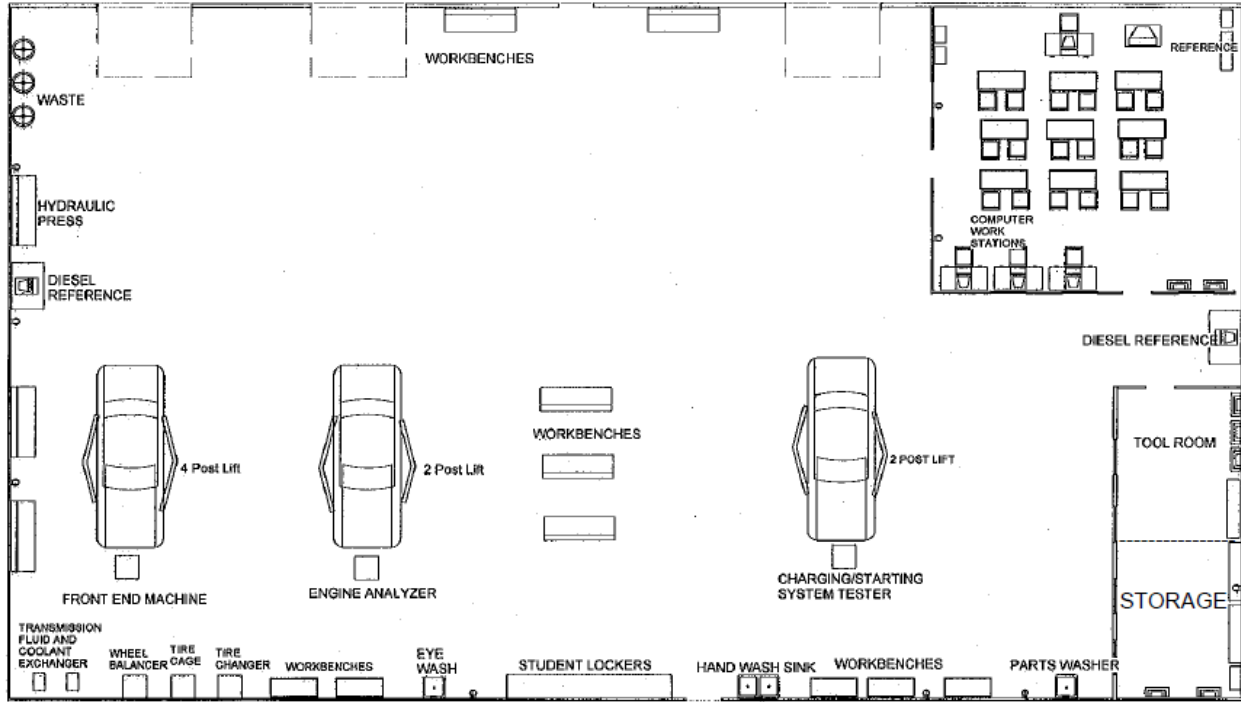 WORKBENCHES
REFERENCE
WASTE
HYDRAULIC
PRESS
COMPUTER
WORK
STATIONS
DIESEL
REFERENCE
DIESEL REFERENCE
WORKBENCHES
TOOL ROOM
4 Post Lift
2 Post Lift
2 POST LIFT
FRONT END MACHINE
ENGINE ANALYZER
CHARGING/STARTING
SYSTEM TESTER
STORAGE
TRANSMISSION
FLUID AND
COOLANT
EXCHANGER
WHEEL
BALANCER
TIRE
CAGE
TIRE
CHANGER
WORKBENCHES
EYE
WASH
STUDENT LOCKERS
HAND WASH SINK
WORKBENCHES
PARTS WASHER